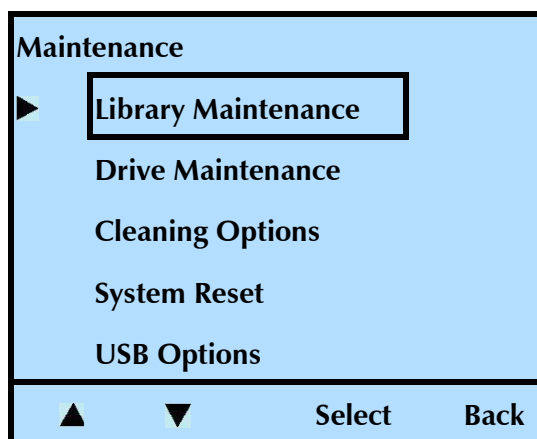 Maintenance
Library Maintenance
Drive Maintenance
Cleaning Options
System Reset
USB Options
Select Back